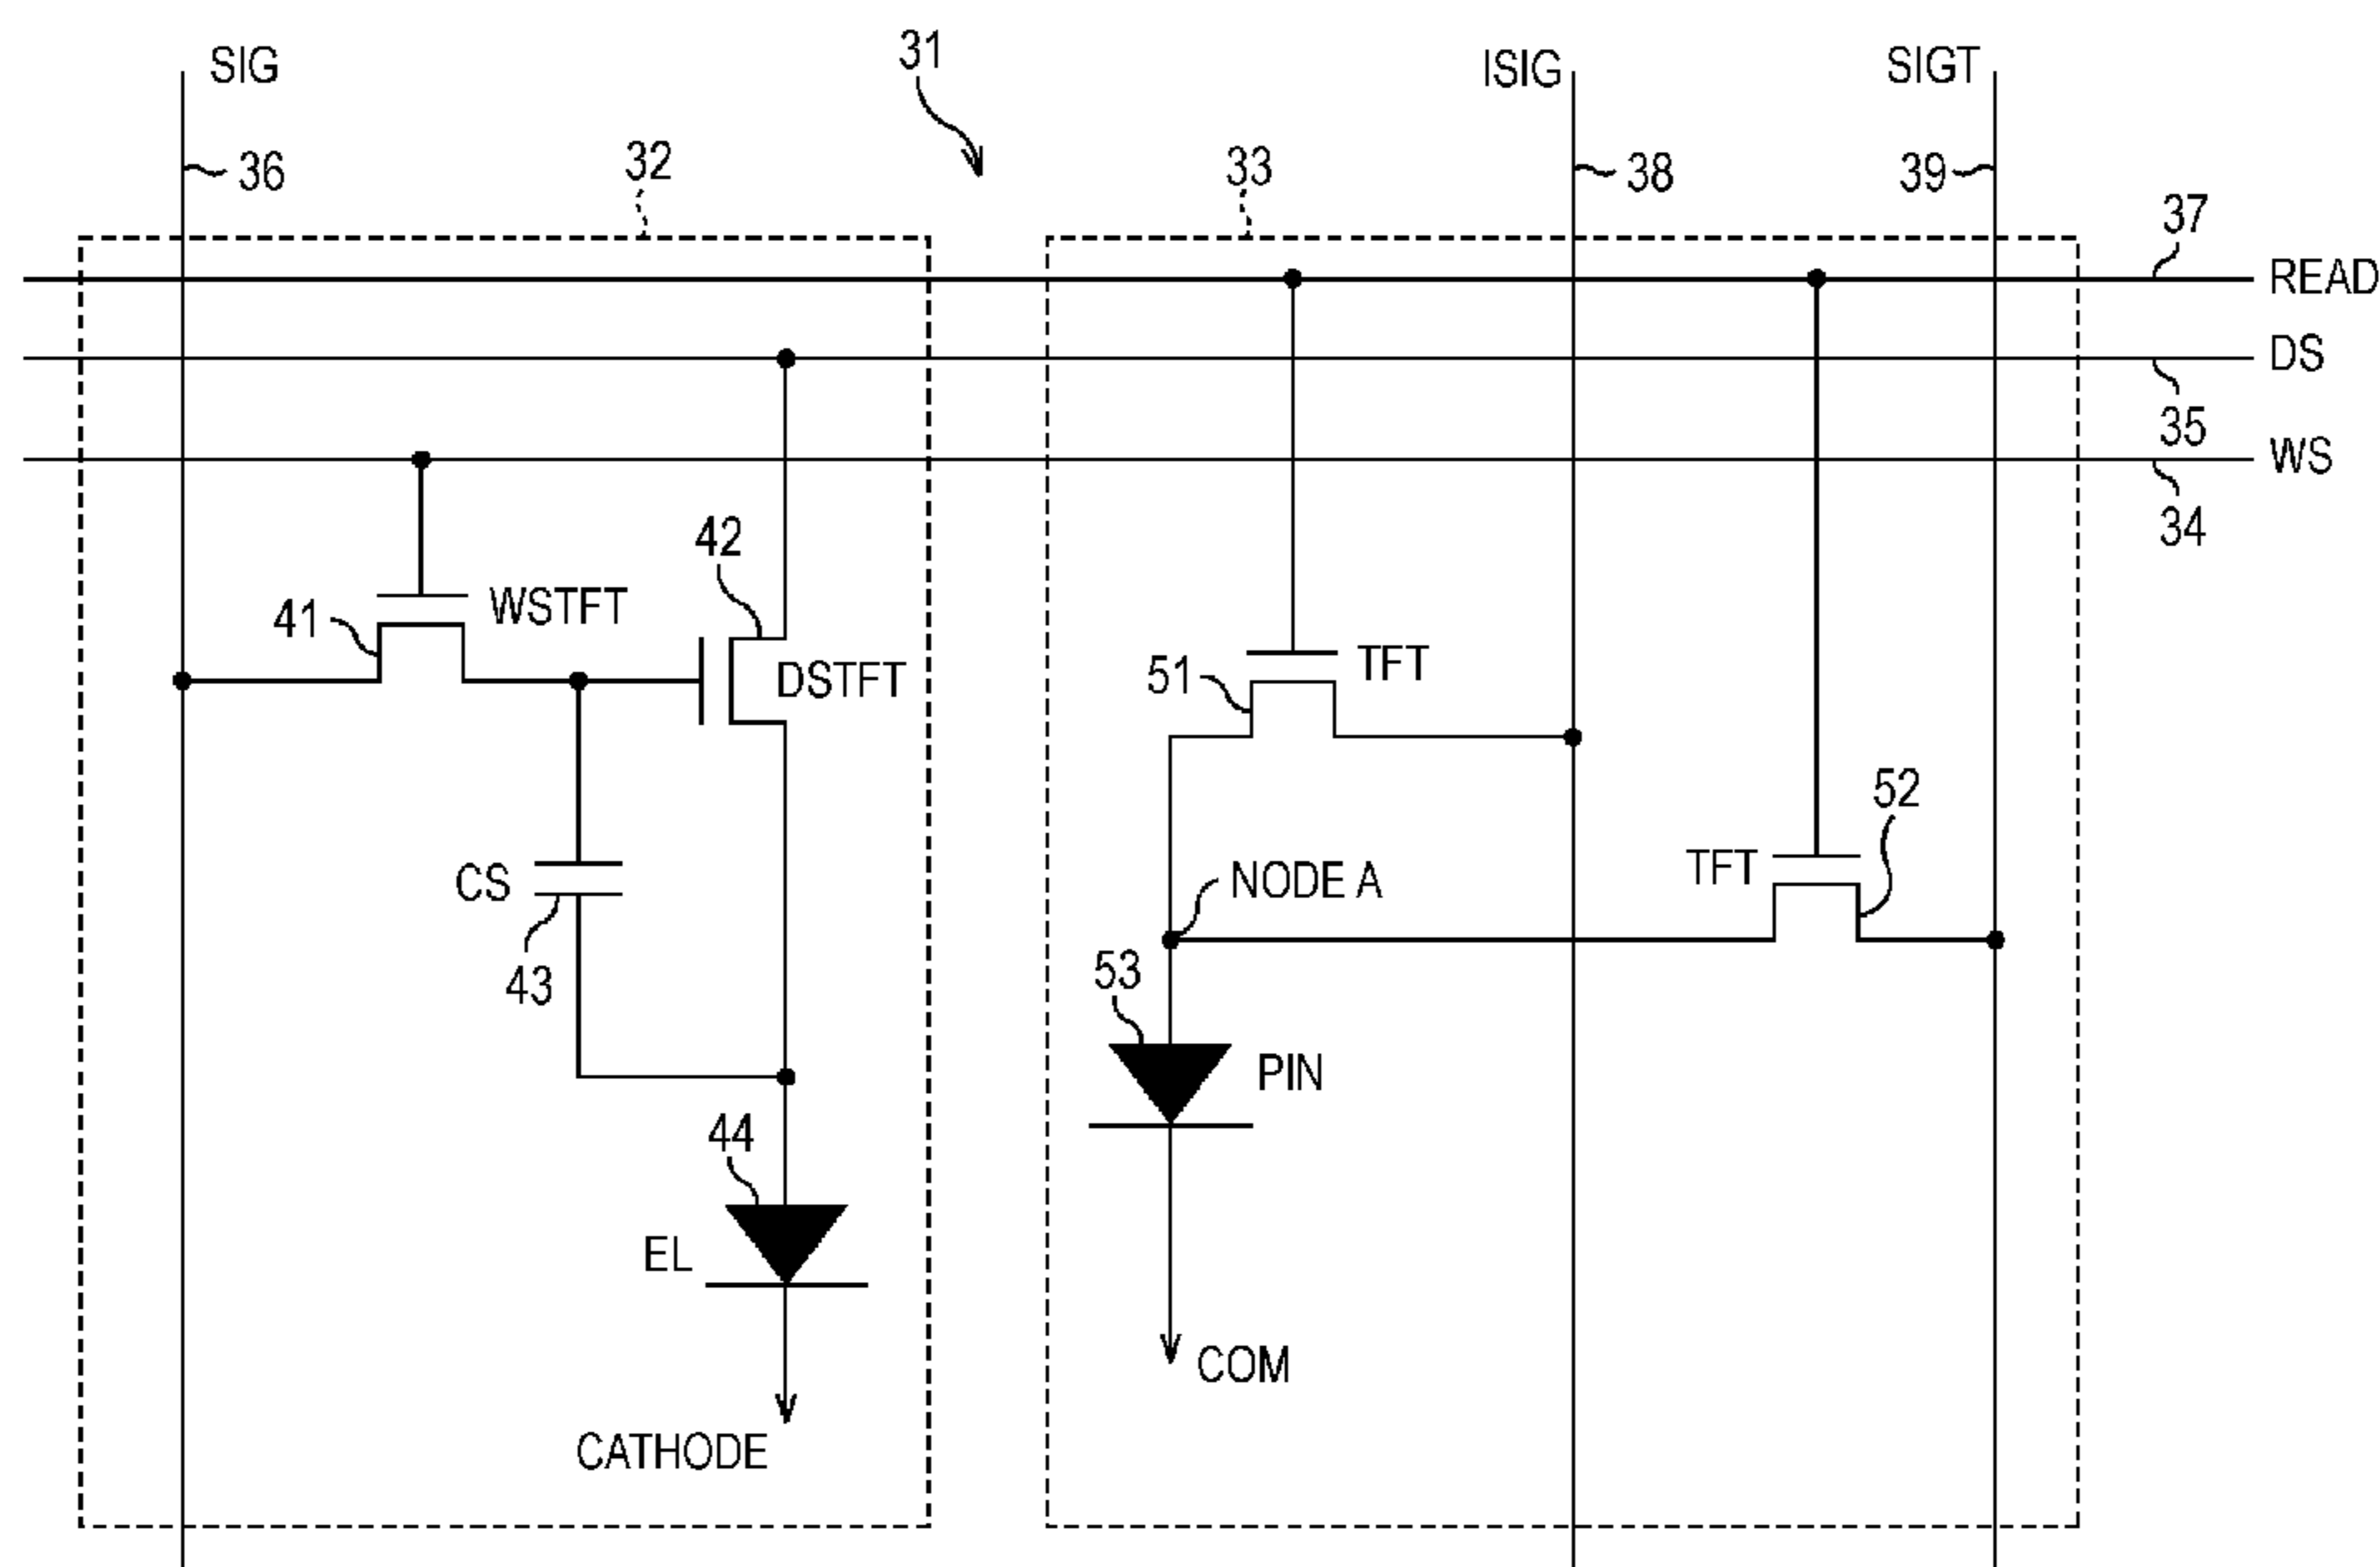 31
SIG
ISIG
SIGT
36
32
33
38
39
37
READ
DS
35
WS
34
42
41
WSTFT
DSTFT
51
TFT
52
TFT
CS
NODE A
43
53
PIN
44
EL
COM
CATHODE